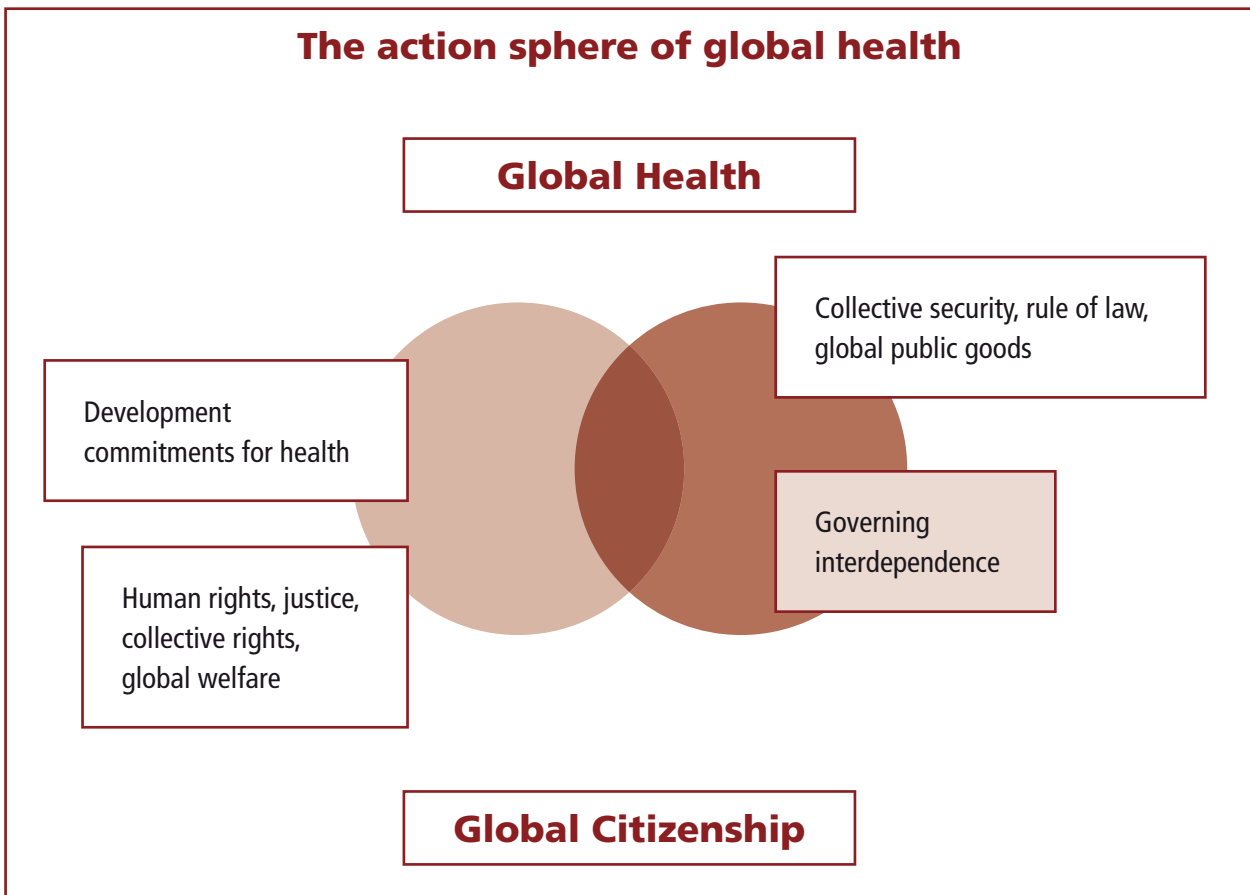 The action sphere of global health
Global Health
Collective security, rule of law,
global public goods
Development
commitments for health
Governing
interdependence
Human rights, justice,
collective rights,
global welfare
Global Citizenship